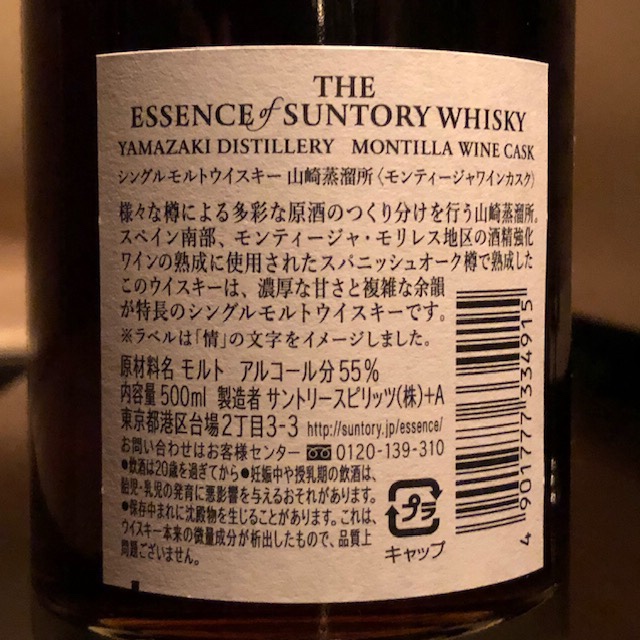 THE
ESSENCE of SUNTORY WHISKY
YAMAZAKI DISTILLERY MONTILLA WINE CASK
シングルモルトウイスキー 山崎蒸溜所〈モンティージャワインカスク〉
様々な樽による多彩な原酒のつくり分けを行う山崎蒸溜所。
スペイン南部、モンティージャ・モリレス地区の酒精強化
ワインの熟成に使用されたスパニッシュオーク樽で熟成した
このウイスキーは、濃厚な甘さと複雑な余韻
が特長のシングルモルトウイスキーです。
※ラベルは「情」の文字をイメージしました。
原材料名 モルト アルコール分 55%
内容量 500ml 製造者 サントリースピリッツ(株)+A
東京都港区台場2丁目3-3 http://suntory.jp/essence/
お問い合わせはお客様センター 0120-139-310
●飲酒は20歳を過ぎてから ●妊娠中や授乳期の飲酒は、
胎児・乳児の発育に悪影響を与えるおそれがあります。
●保存中まれに沈殿物を生じることがあります。これは、
ウイスキー本来の微量成分が析出したもので、品質上
問題ございません。
プラ
キャップ
4 901777 334915